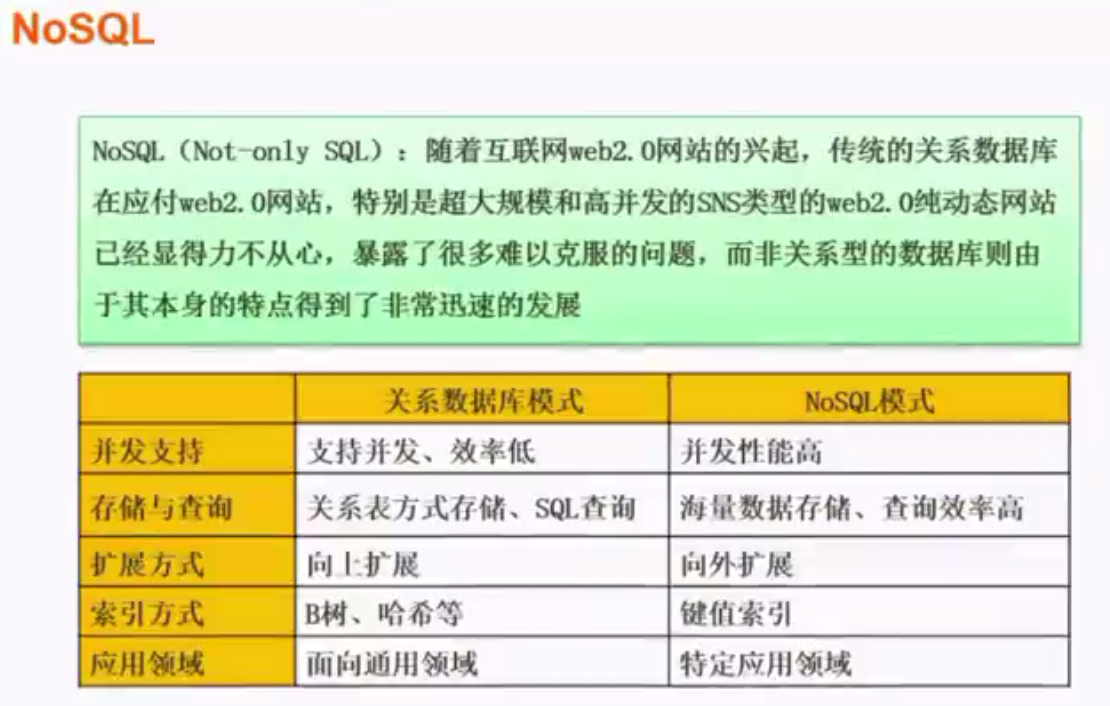 NoSQL
NoSQL（Not-only SQL）：随着互联网web2.0网站的兴起，传统的关系数据库
在应付web2.0网站，特别是超大规模和高并发的SNS类型的web2.0纯动态网站
已经显得力不从心，暴露了很多难以克服的问题，而非关系型的数据库则由
于其本身的特点得到了非常迅速的发展
关系数据库模式 NoSQL模式
并发支持 支持并发、效率低 并发性能高
存储与查询 关系表方式存储、SQL查询 海量数据存储、查询效率高
扩展方式 向上扩展 向外扩展
索引方式 B树、哈希等 键值索引
应用领域 面向通用领域 特定应用领域